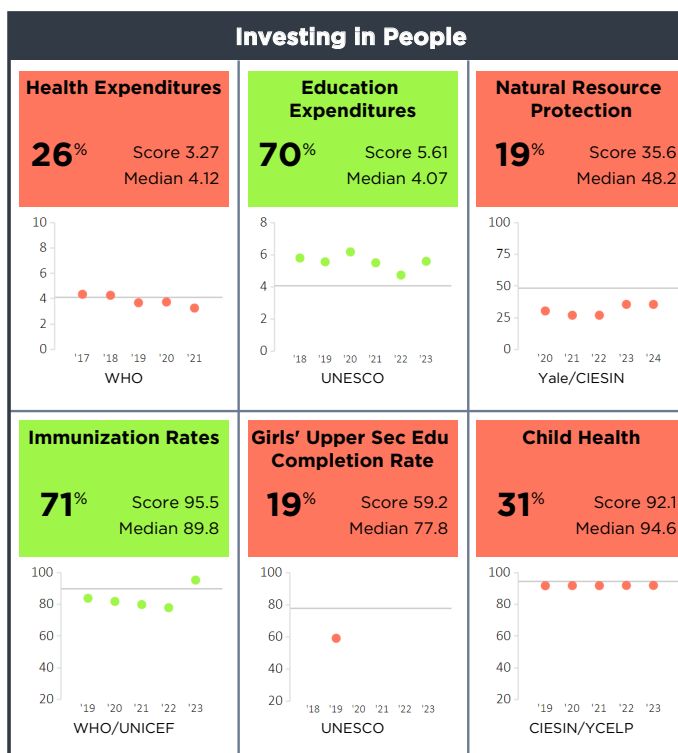 Investing in People
Health Expenditures
26%
Score 3.27
Median 4.12
10
8
6
4
2
0
'17 '18 '19 '20 '21
WHO
Education
Expenditures
70%
Score 5.61
Median 4.07
8
6
4
2
0
'18 '19 '20 '21 '22 '23
UNESCO
Natural Resource
Protection
19%
Score 35.6
Median 48.2
100
75
50
25
0
'20 '21 '22 '23 '24
Yale/CIESIN
Immunization Rates
71%
Score 95.5
Median 89.8
100
80
60
40
20
'19 '20 '21 '22 '23
WHO/UNICEF
Girls' Upper Sec Edu
Completion Rate
19%
Score 59.2
Median 77.8
100
80
60
40
20
'18 '19 '20 '21 '22 '23
UNESCO
Child Health
31%
Score 92.1
Median 94.6
100
80
60
40
20
'19 '20 '21 '22 '23
CIESIN/YCELP